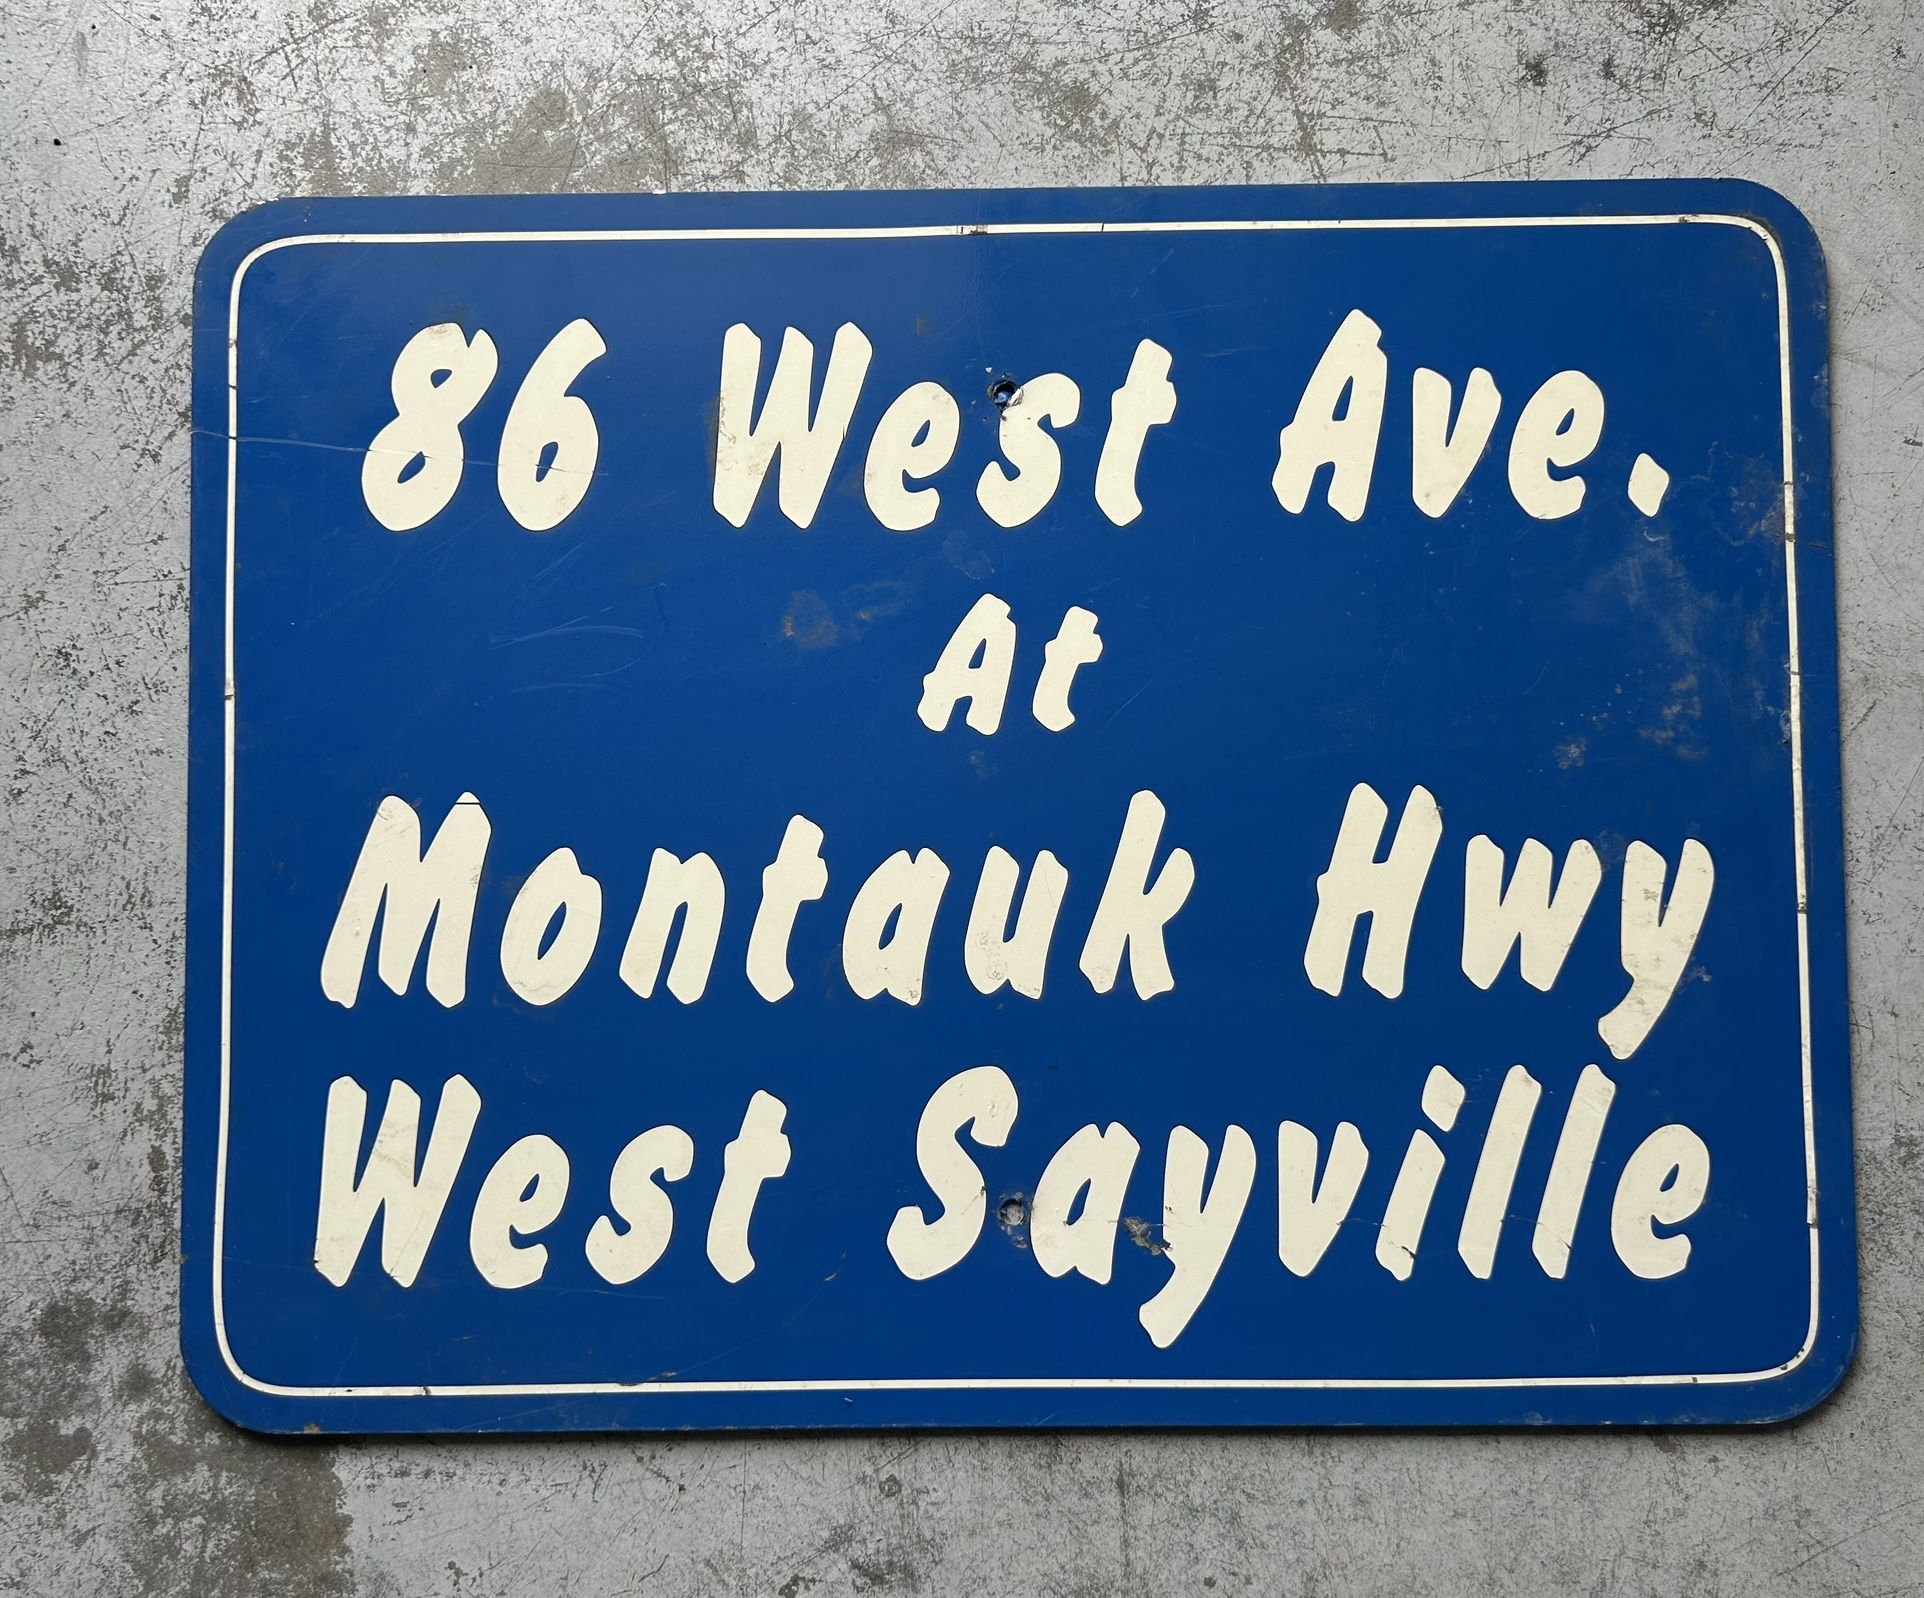 86 West Ave.
At
Montauk Hwy
West Sayville